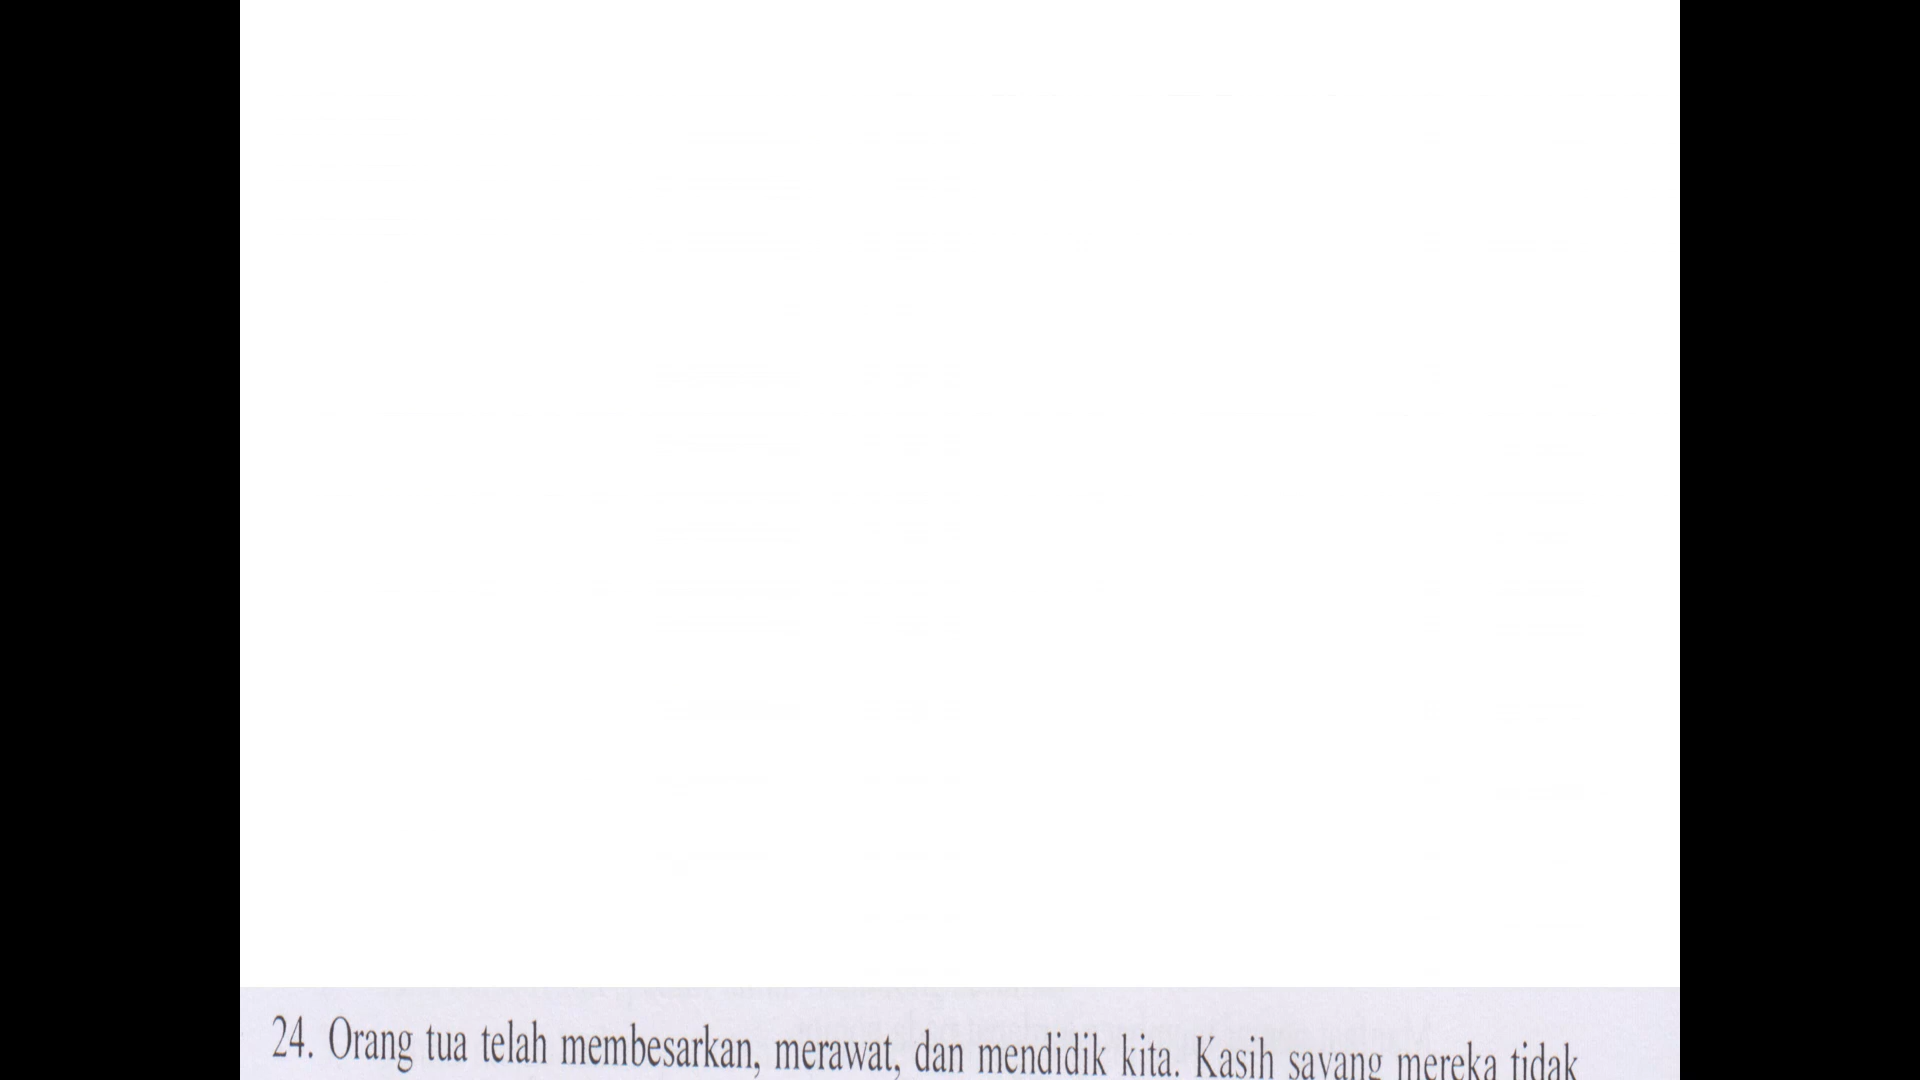 24. Orang tua telah membesarkan, merawat, dan mendidik kita. Kasih sayang mereka tidak